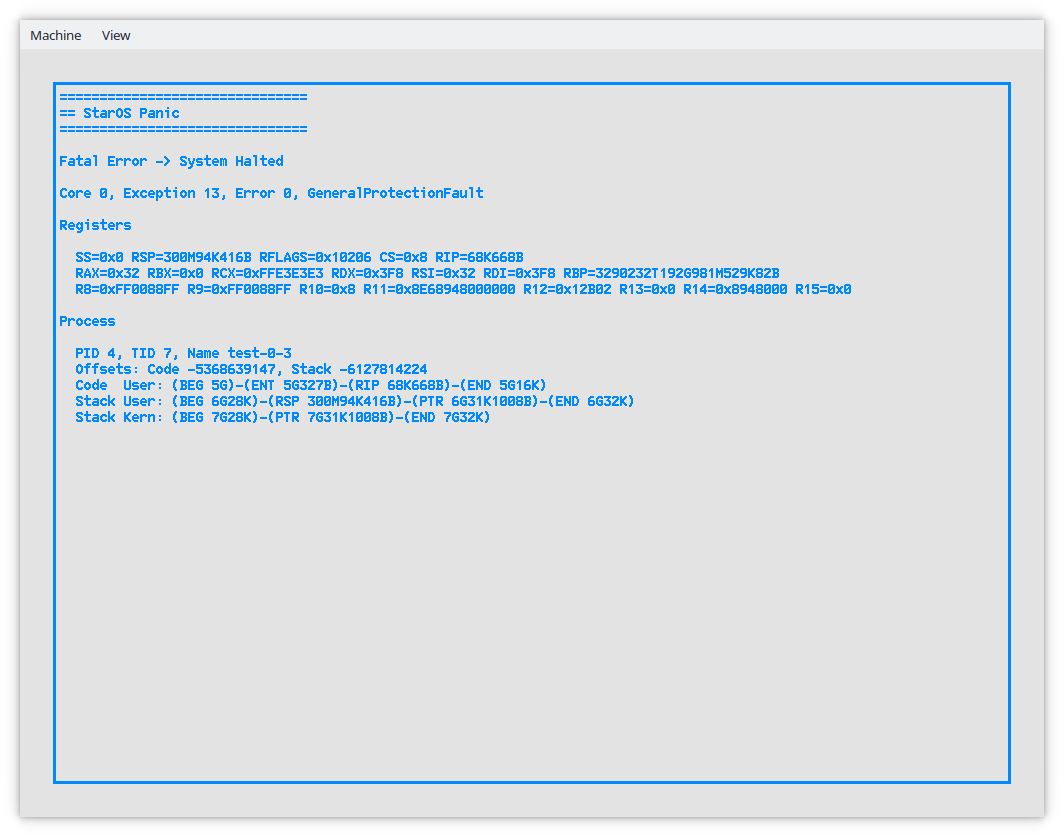 Machine View
===============================
== StarOS Panic
===============================
Fatal Error -> System Halted
Core 0, Exception 13, Error 0, GeneralProtectionFault
Registers
SS=0x0 RSP=300M94K416B RFLAGS=0x10206 CS=0x8 RIP=68K668B
RAX=0x32 RBX=0x0 RCX=0xFFE3E3E3 RDX=0x3F8 RSI=0x32 RDI=0x3F8 RBP=3290232T192G981M529K82B
R8=0xFF0088FF R9=0xFF0088FF R10=0x8 R11=0x8E68948000000 R12=0x12B02 R13=0x0 R14=0x8948000 R15=0x0
Process
PID 4, TID 7, Name test-0-3
Offsets: Code -5368639147, Stack -6127814224
Code  User: (BEG 5G)-(ENT 5G327B)-(RIP 68K668B)-(END 5G16K)
Stack User: (BEG 6G28K)-(RSP 300M94K416B)-(PTR 6G31K1008B)-(END 6G32K)
Stack Kern: (BEG 7G28K)-(PTR 7G31K1008B)-(END 7G32K)